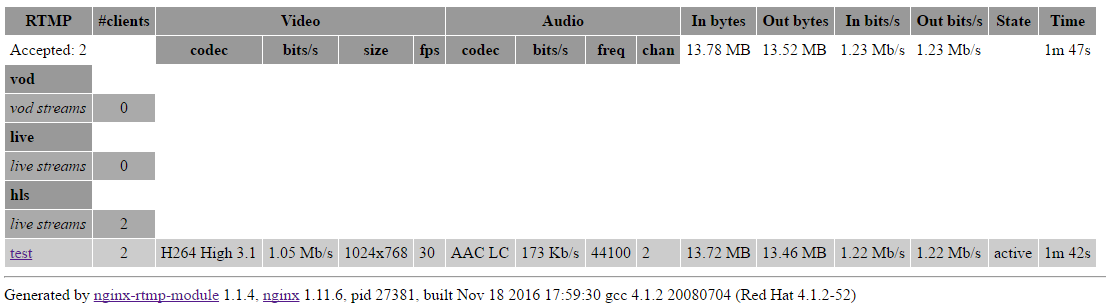 RTMP #clients Video Audio In bytes Out bytes In bits/s Out bits/s State Time
Accepted: 2 codec bits/s size fps codec bits/s freq chan 13.78 MB 13.52 MB 1.23 Mb/s 1.23 Mb/s 1m 47s
vod
vod streams 0
live
live streams 0
hls
live streams 2
test 2 H264 High 3.1 1.05 Mb/s 1024x768 30 AAC LC 173 Kb/s 44100 2 13.72 MB 13.46 MB 1.22 Mb/s 1.22 Mb/s active 1m 42s
Generated by nginx-rtmp-module 1.1.4, nginx 1.11.6, pid 27381, built Nov 18 2016 17:59:30 gcc 4.1.2 20080704 (Red Hat 4.1.2-52)